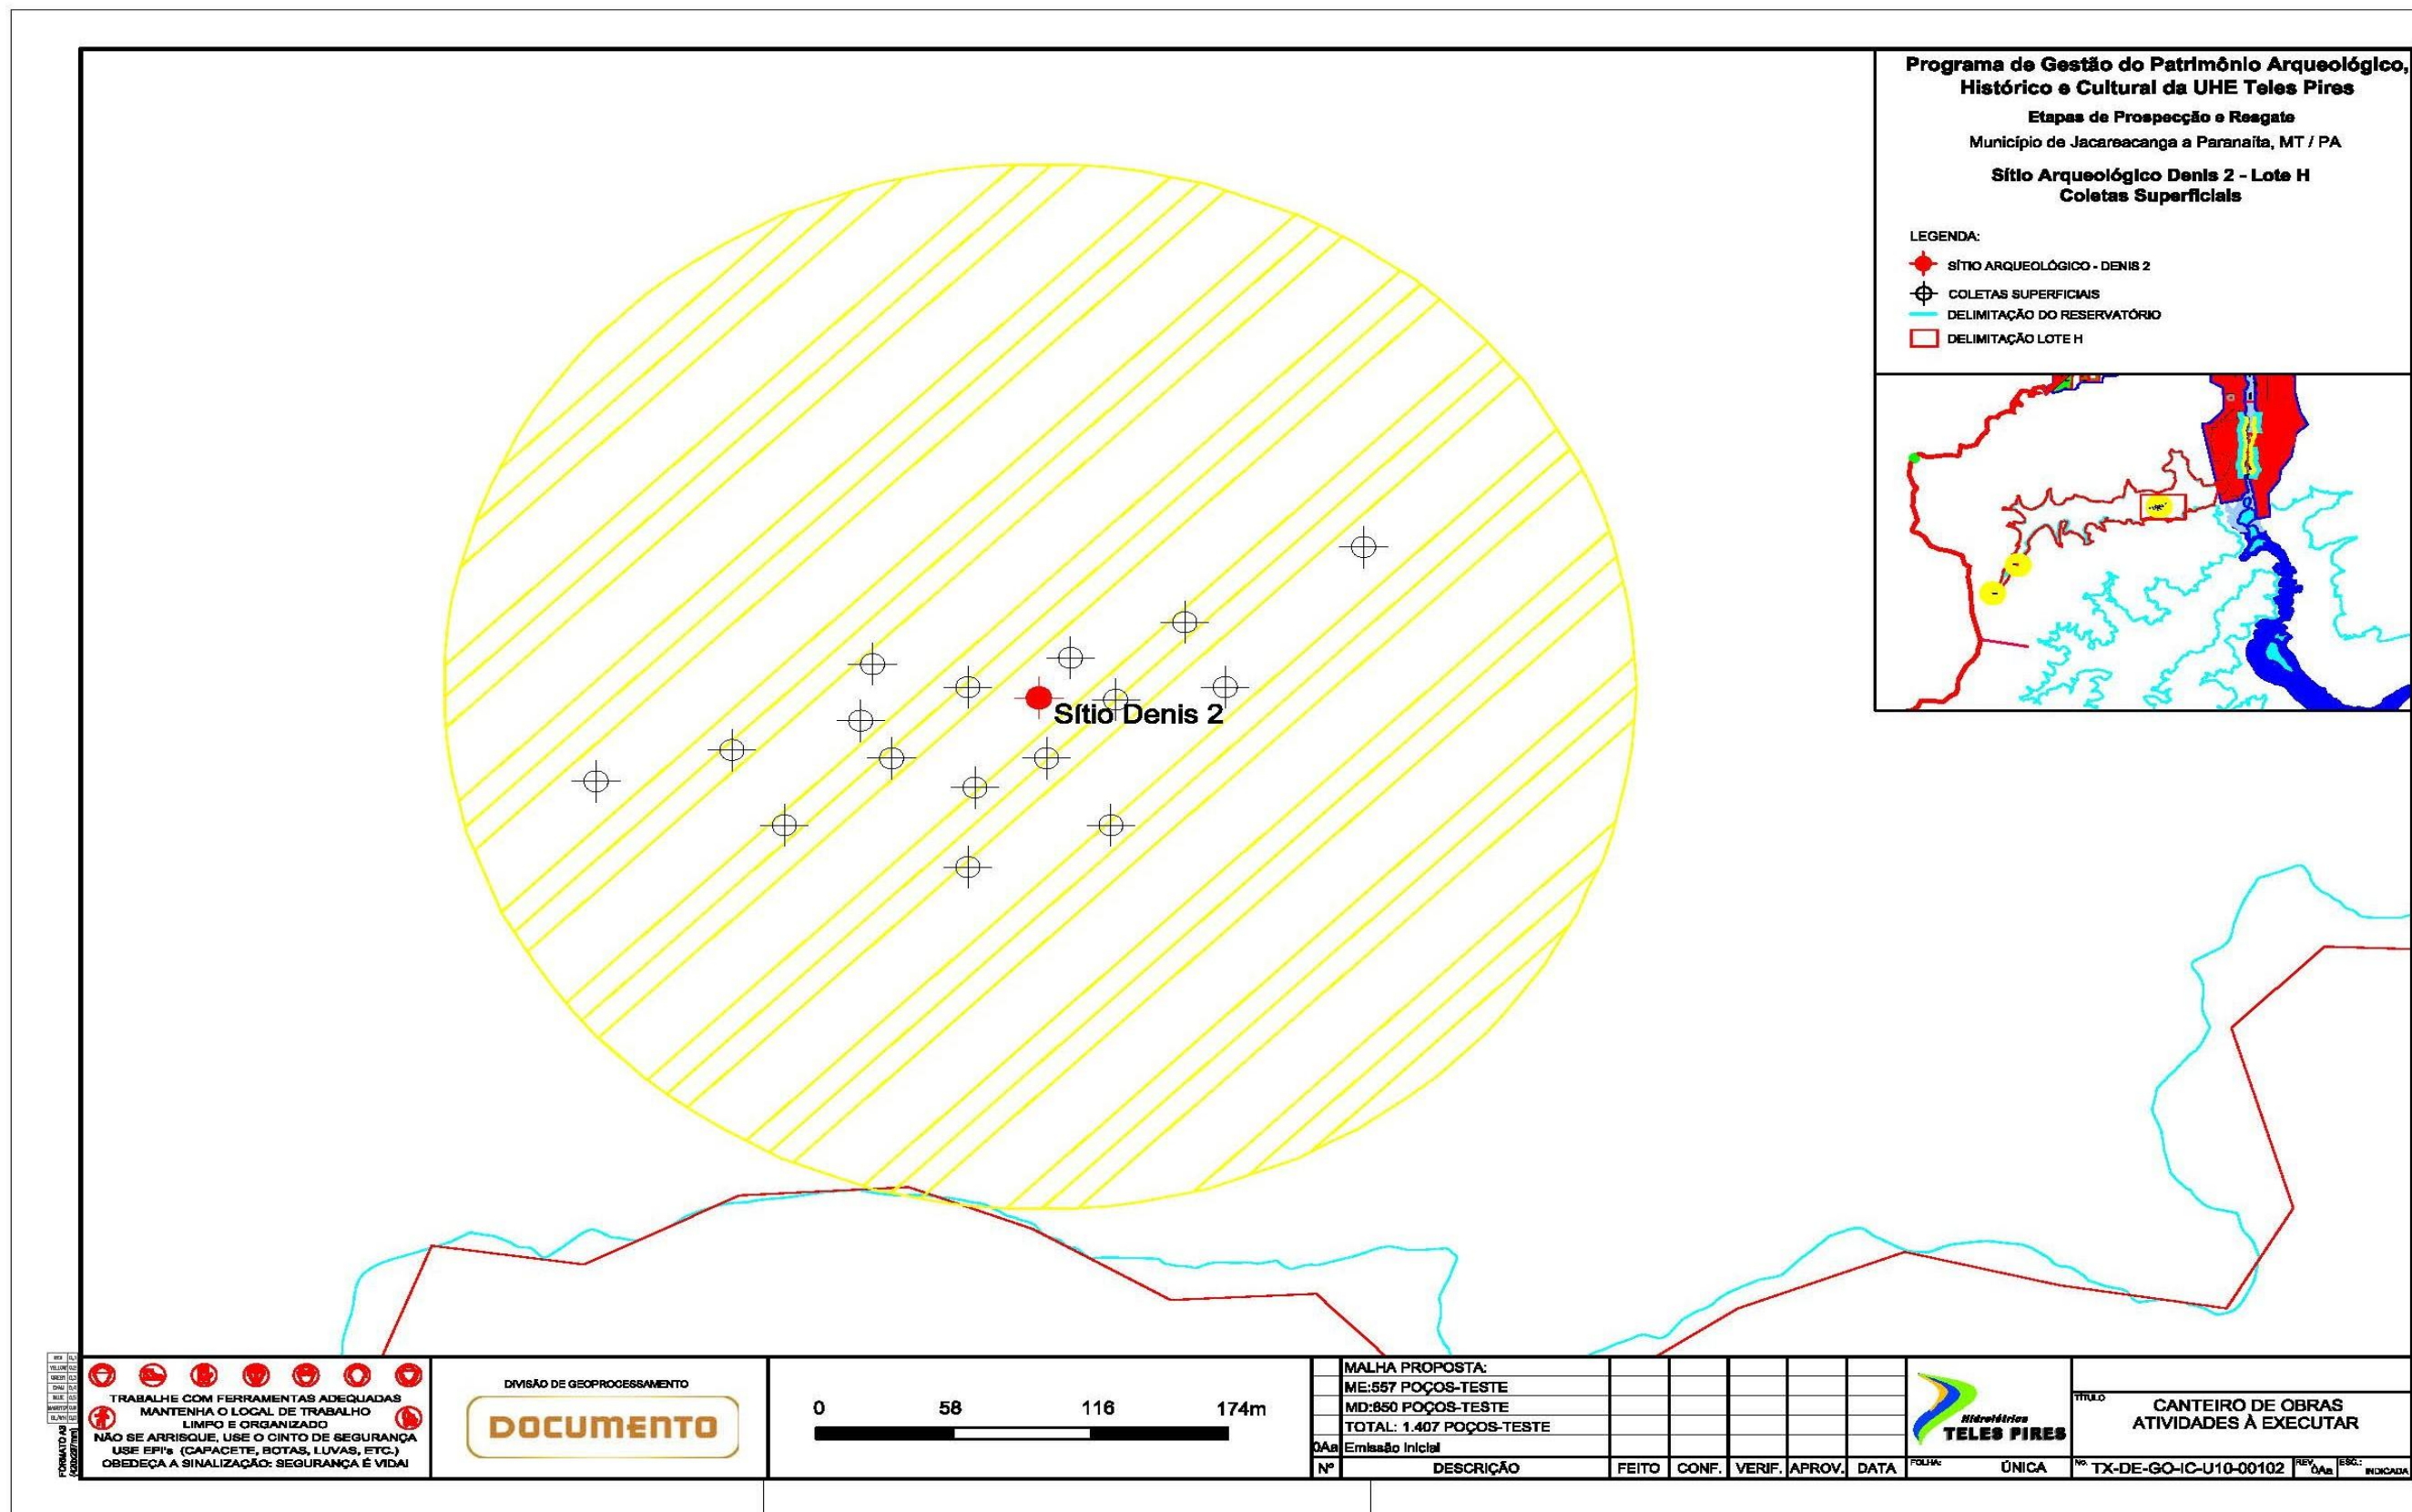 Programa de Gestão do Patrimônio Arqueológico,
Histórico e Cultural da UHE Teles Pires
Etapas de Prospecção e Resgate
Município de Jacareacanga a Paranaíta, MT / PA
Sítio Arqueológico Denis 2 - Lote H
Coletas Superficiais
LEGENDA:
SÍTIO ARQUEOLÓGICO - DENIS 2
COLETAS SUPERFICIAIS
DELIMITAÇÃO DO RESERVATÓRIO
DELIMITAÇÃO LOTE H
Sítio Denis 2
TRABALHE COM FERRAMENTAS ADEQUADAS
MANTENHA O LOCAL DE TRABALHO
LIMPO E ORGANIZADO
NÃO SE ARRISQUE, USE O CINTO DE SEGURANÇA
USE EPI's (CAPACETE, BOTAS, LUVAS, ETC.)
OBEDEÇA A SINALIZAÇÃO: SEGURANÇA É VIDA!
DIVISÃO DE GEOPROCESSAMENTO
DOCUMENTO
0 58 116 174m
MALHA PROPOSTA:
ME:557 POÇOS-TESTE
MD:850 POÇOS-TESTE
TOTAL: 1.407 POÇOS-TESTE
0Aa Emissão Inicial
Nº DESCRIÇÃO FEITO CONF. VERIF. APROV. DATA
Hidrelétrica
TELES PIRES
TÍTULO
CANTEIRO DE OBRAS
ATIVIDADES À EXECUTAR
FOLHA: ÚNICA
No. TX-DE-GO-IC-U10-00102
REV. 0Aa
ESC.: INDICADA
FORMATO A3